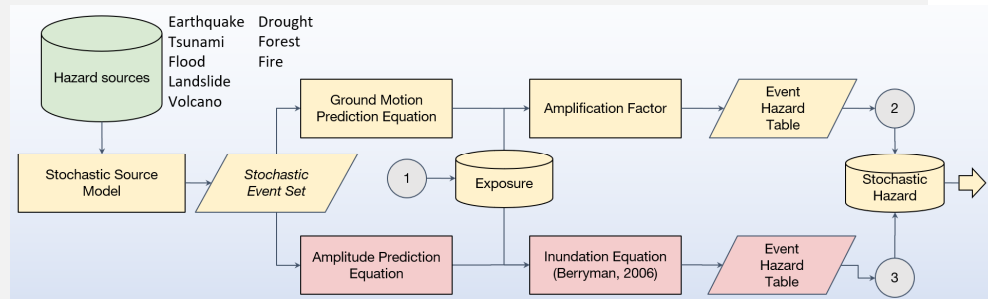 Hazard sources
Earthquake
Tsunami
Flood
Landslide
Volcano
Drought
Forest
Fire
Stochastic Source
Model
Stochastic
Event Set
Ground Motion
Prediction Equation
Amplification Factor
Event
Hazard
Table
2
1
Exposure
Stochastic
Hazard
Amplitude Prediction
Equation
Inundation Equation
(Berryman, 2006)
Event
Hazard
Table
3